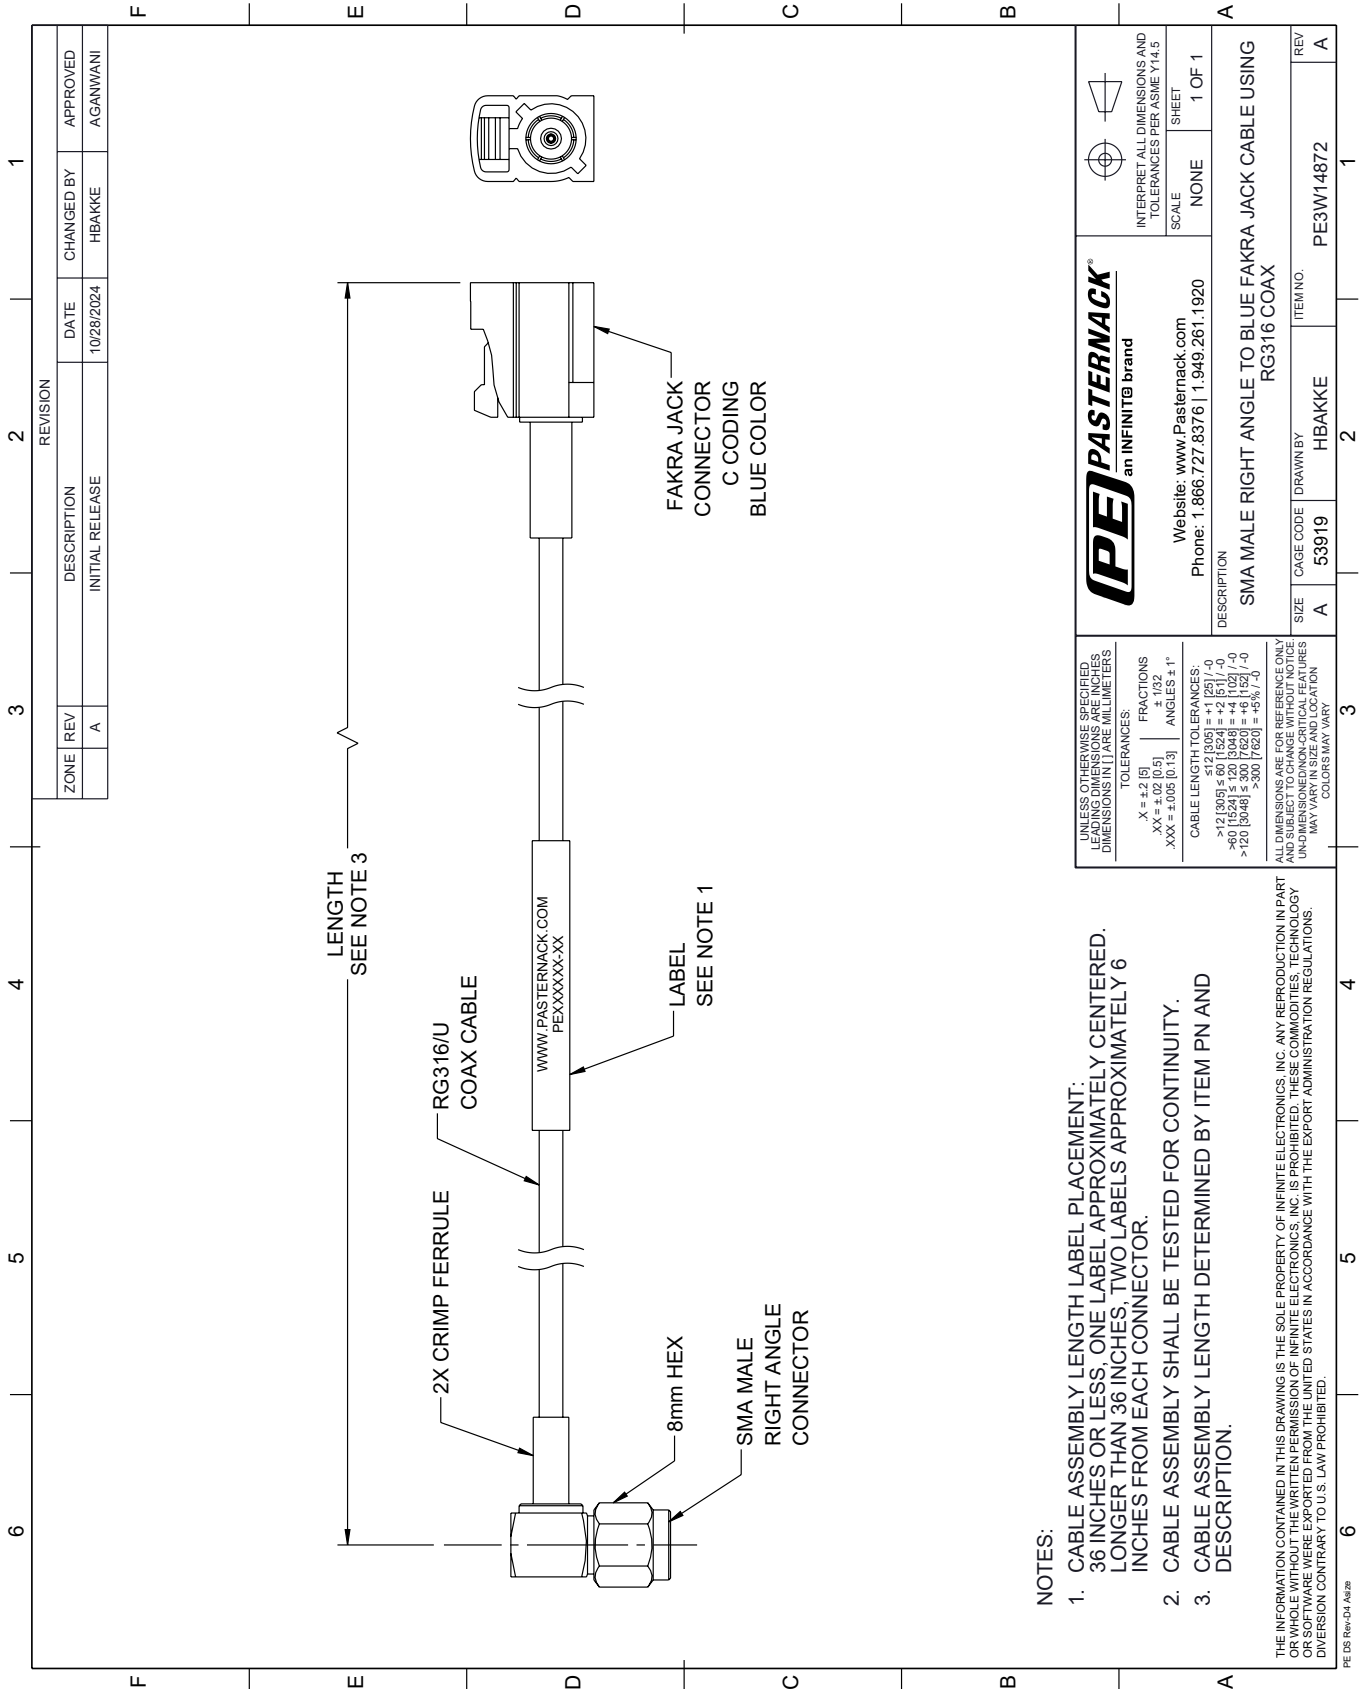 6
5
4
3
2
1
F
E
D
C
B
A
REVISION
ZONE
REV
DESCRIPTION
DATE
CHANGED BY
APPROVED
A
INITIAL RELEASE
10/28/2024
HBAKKE
AGANWANI
LENGTH
SEE NOTE 3
2X CRIMP FERRULE
RG316/U
COAX CABLE
WWW.PASTERNACK.COM
PEXXXXXX-XX
LABEL
SEE NOTE 1
8mm HEX
SMA MALE
RIGHT ANGLE
CONNECTOR
FAKRA JACK
CONNECTOR
C CODING
BLUE COLOR
NOTES:
1. CABLE ASSEMBLY LENGTH LABEL PLACEMENT:
36 INCHES OR LESS, ONE LABEL APPROXIMATELY CENTERED.
LONGER THAN 36 INCHES, TWO LABELS APPROXIMATELY 6
INCHES FROM EACH CONNECTOR.
2. CABLE ASSEMBLY SHALL BE TESTED FOR CONTINUITY.
3. CABLE ASSEMBLY LENGTH DETERMINED BY ITEM PN AND
DESCRIPTION.
THE INFORMATION CONTAINED IN THIS DRAWING IS THE SOLE PROPERTY OF INFINITE ELECTRONICS, INC. ANY REPRODUCTION IN PART
OR WHOLE WITHOUT THE WRITTEN PERMISSION OF INFINITE ELECTRONICS, INC. IS PROHIBITED. THESE COMMODITIES, TECHNOLOGY
OR SOFTWARE WERE EXPORTED FROM THE UNITED STATES IN ACCORDANCE WITH THE EXPORT ADMINISTRATION REGULATIONS.
DIVERSION CONTRARY TO U.S. LAW PROHIBITED.
UNLESS OTHERWISE SPECIFIED
LEADING DIMENSIONS ARE INCHES
DIMENSIONS IN [ ] ARE MILLIMETERS
TOLERANCES:
.X = ±.2 [5]
.XX = ±.02 [0.5]
.XXX = ±.005 [0.13]
FRACTIONS
± 1/32
ANGLES ± 1°
CABLE LENGTH TOLERANCES:
≤12 [305] = +1 [25] / -0
>12 [305] ≤ 60 [1524] = +2 [51] / -0
>60 [1524] ≤ 120 [3048] = +4 [102] / -0
>120 [3048] ≤ 300 [7620] = +6 [152] / -0
>300 [7620] = +5% / -0
ALL DIMENSIONS ARE FOR REFERENCE ONLY
AND SUBJECT TO CHANGE WITHOUT NOTICE.
UN-DIMENSIONED/NON-CRITICAL FEATURES
MAY VARY IN SIZE AND LOCATION
COLORS MAY VARY
PE PASTERNACK®
an INFINIT® brand
Website: www.Pasternack.com
Phone: 1.866.727.8376 | 1.949.261.1920
INTERPRET ALL DIMENSIONS AND
TOLERANCES PER ASME Y14.5
SCALE
NONE
SHEET
1 OF 1
DESCRIPTION
SMA MALE RIGHT ANGLE TO BLUE FAKRA JACK CABLE USING
RG316 COAX
SIZE
A
CAGE CODE
53919
DRAWN BY
HBAKKE
ITEM NO.
PE3W14872
REV
A
F
E
D
C
B
A
PE DS Rev-D4 Asize
6
5
4
3
2
1